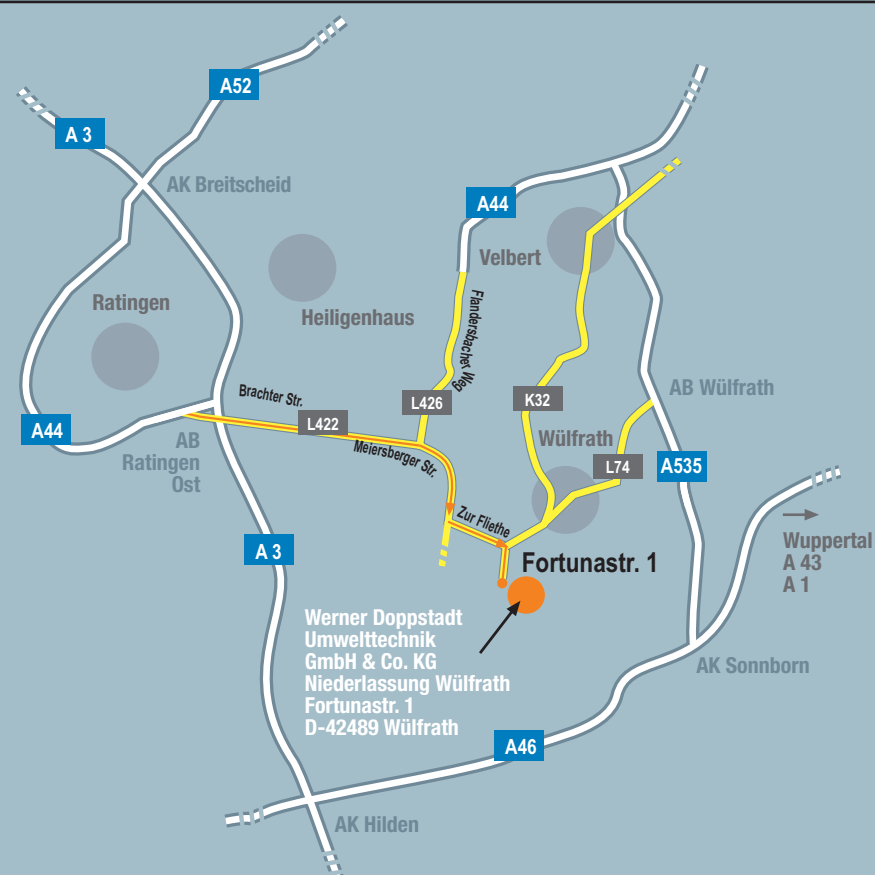 A52
A 3
AK Breitscheid
A44
Velbert
Ratingen
Heiligenhaus
Flandersbacher Weg
Brachter Str.
L426
K32
AB Wülfrath
A44
L422
AB
Ratingen
Ost
Meiersberger Str.
Wülfrath
L74
A535
Zur Fliethe
A 3
Fortunastr. 1
Wuppertal
A 43
A 1
Werner Doppstadt
Umwelttechnik
GmbH & Co. KG
Niederlassung Wülfrath
Fortunastr. 1
D-42489 Wülfrath
AK Sonnborn
A46
AK Hilden